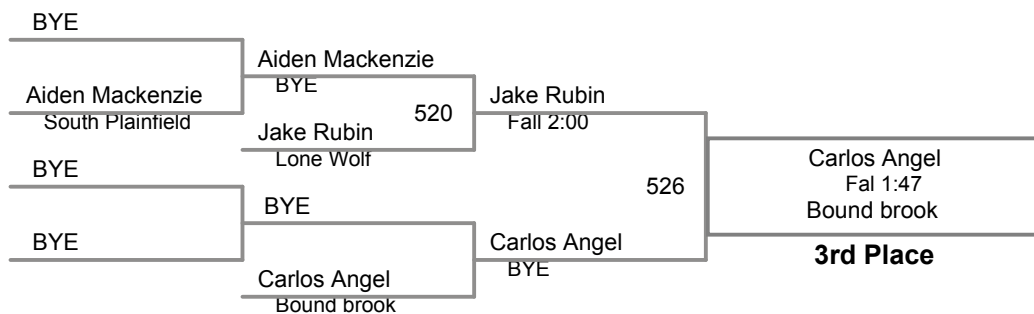 BYE
Aiden Mackenzie
South Plainfield
BYE
BYE
Aiden Mackenzie
BYE
Jake Rubin
Lone Wolf
520
BYE
Carlos Angel
Bound brook
Jake Rubin
Fall 2:00
Carlos Angel
BYE
526
Carlos Angel
Fal 1:47
Bound brook
3rd Place